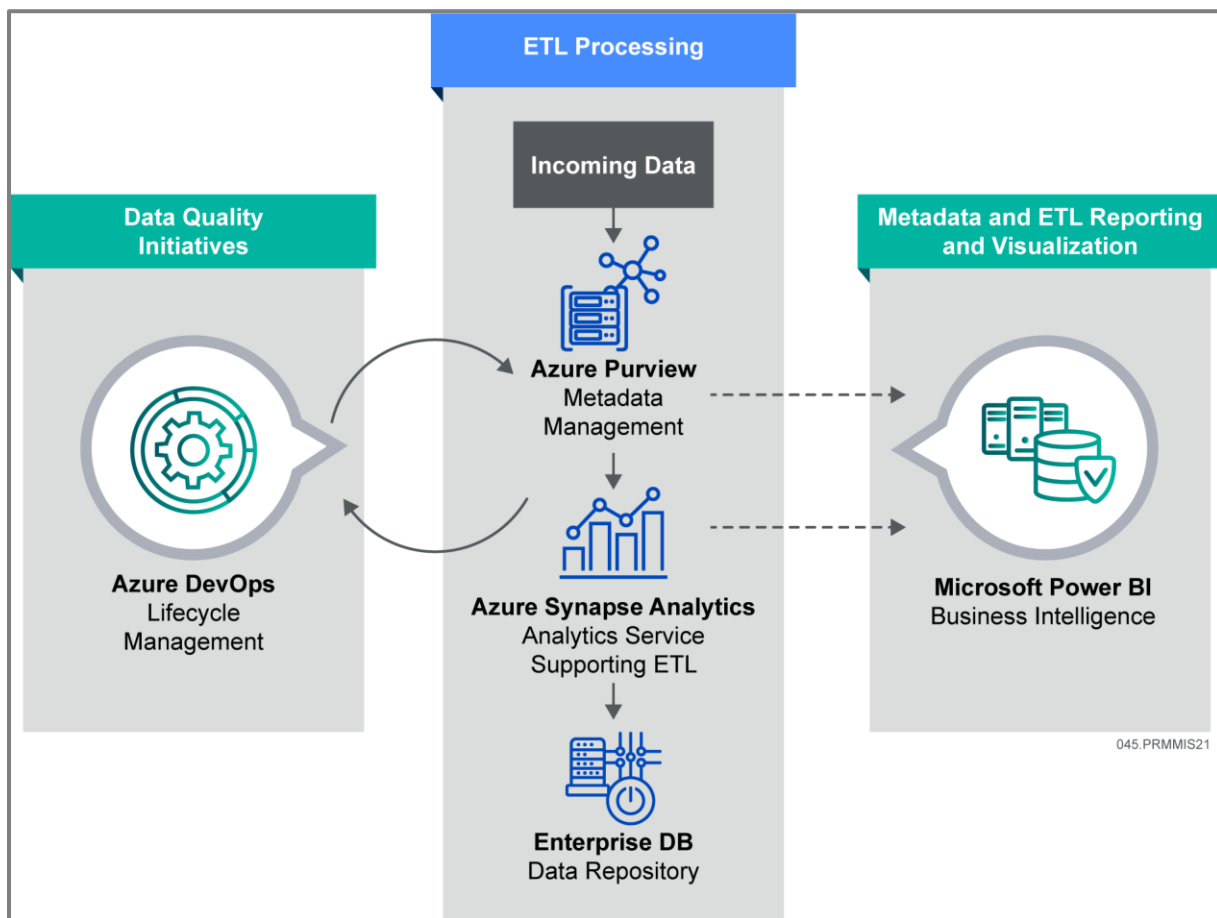 ETL Processing
Incoming Data
Data Quality
Initiatives
Metadata and ETL Reporting
and Visualization
Azure Purview
Metadada
Management
Azure DevOps
Lifecycle
Management
Azure Synapse Analytics
Analytics Service
Supporting ETL
Microsoft Power BI
Business Intelligence
045.PRMMIS21
Enterprise DB
Data Repository